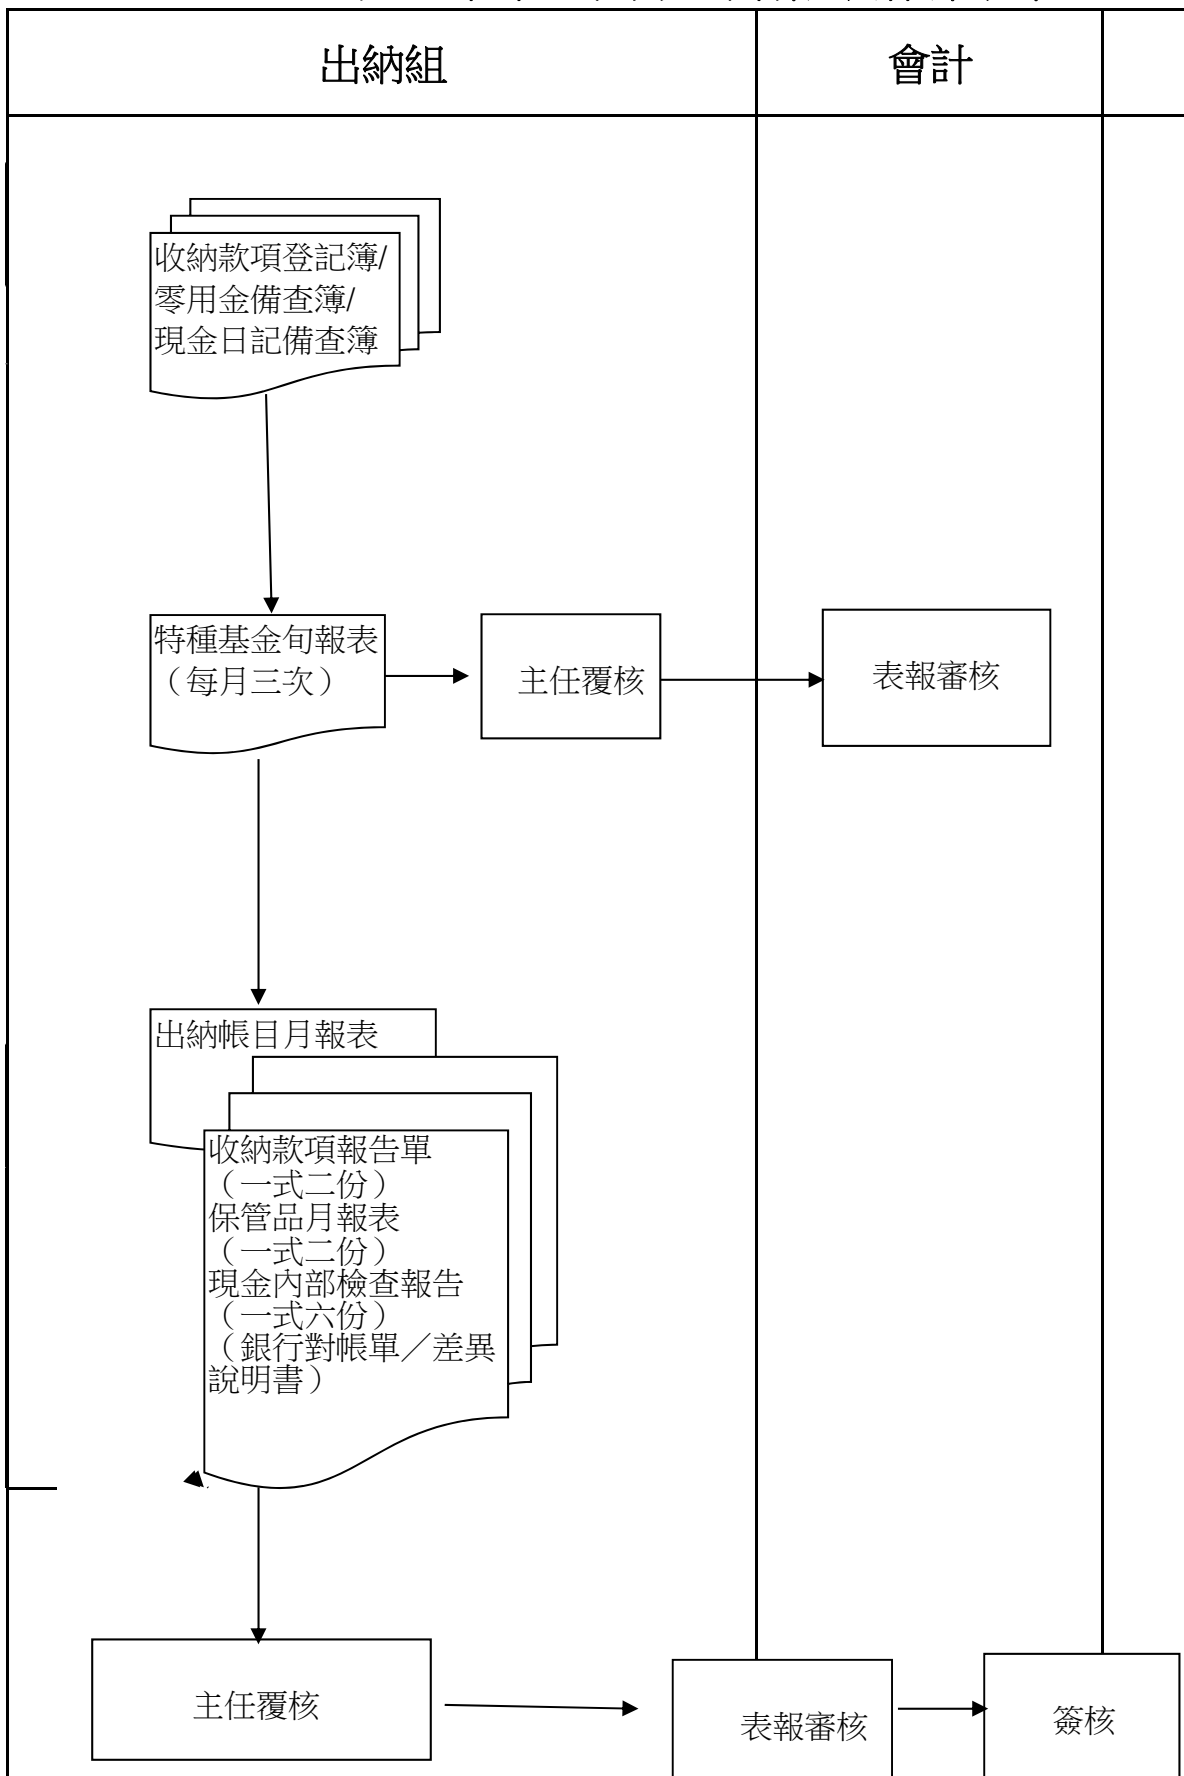 出納組
會計
收納款項登記簿/
零用金備查簿/
現金日記備查簿
特種基金旬報表
（每月三次）
主任覆核
表報審核
出納帳目月報表
收納款項報告單
（一式二份）
保管品月報表
（一式二份）
現金內部檢查報告
（一式六份）
（銀行對帳單／差異
說明書）
主任覆核
表報審核
簽核